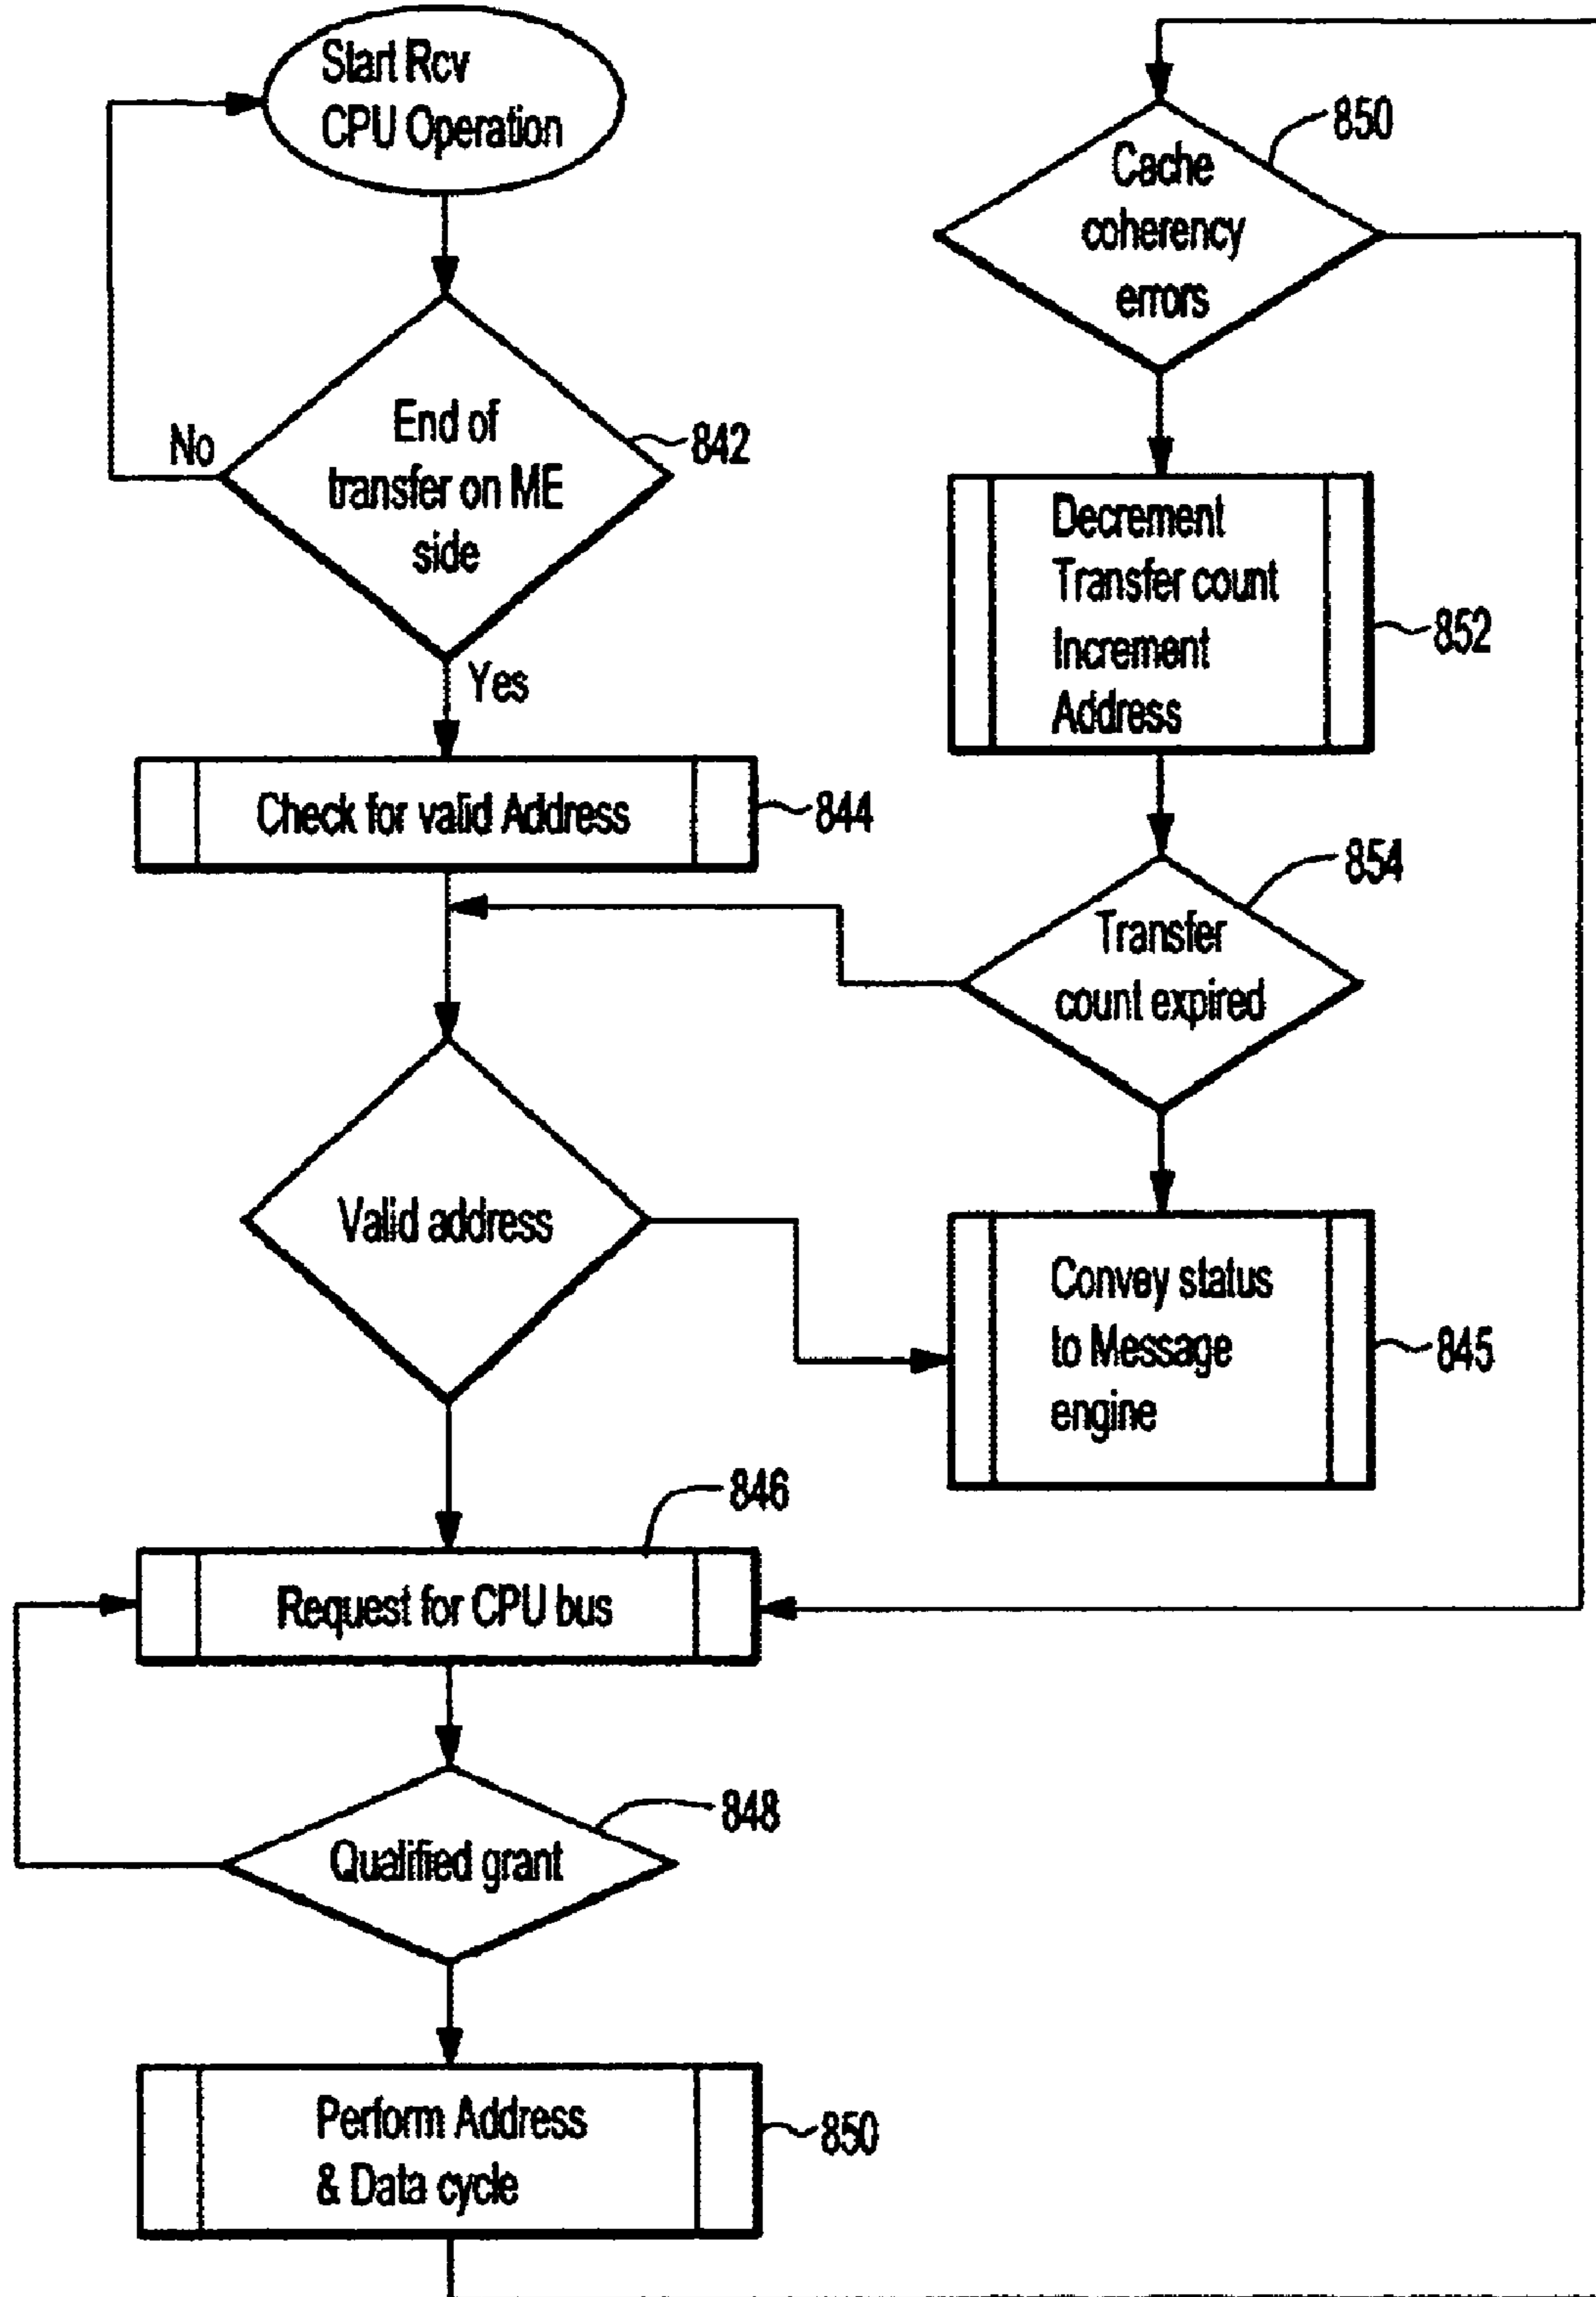 Start Rcv
CPU Operation
End of
transfer on ME
side
842
No
Yes
Check for valid Address
844
Valid address
846
Request for CPU bus
848
Qualified grant
Perform Address
& Data cycle
850
850
Cache
coherency
errors
Decrement
Transfer count
Increment
Address
852
854
Transfer
count expired
Convey status
to Message
engine
845